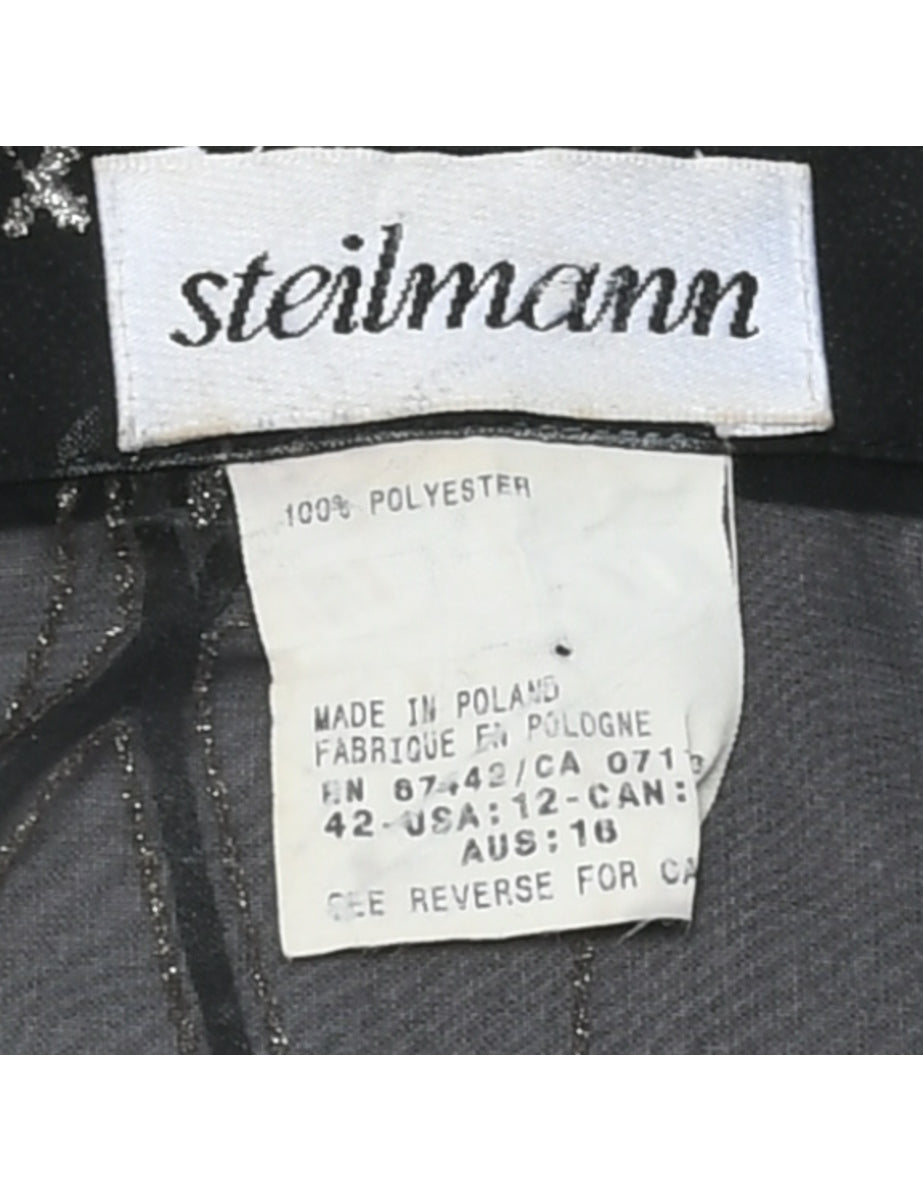 steilmann
100% POLYESTER
MADE IN POLAND
FABRIQUE EN POLOGNE
RN 67442/CA 0713
42-USA:12-CAN:
AUS:16
SEE REVERSE FOR CA